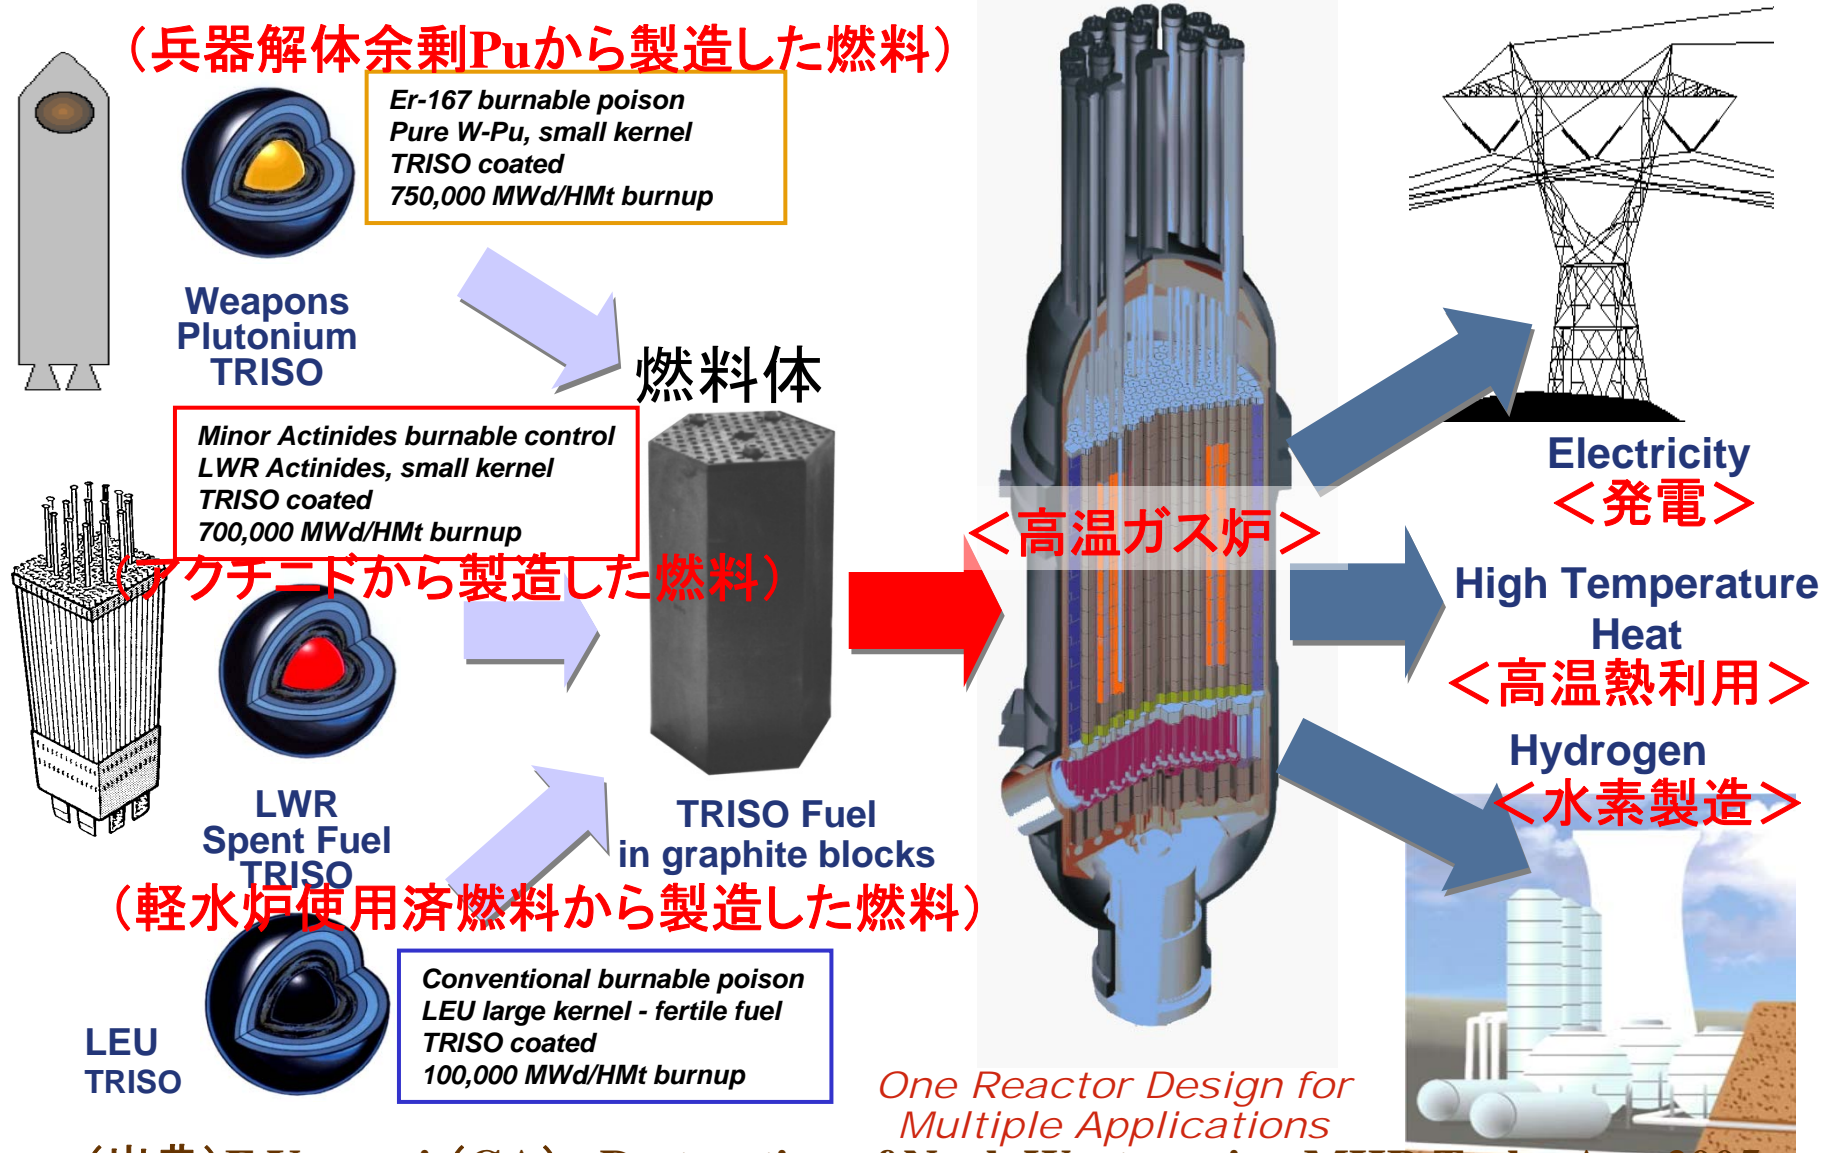 （兵器解体余剰Puから製造した燃料）
Er-167 burnable poison
Pure W-Pu, small kernel
TRISO coated
750,000 MWd/HMt burnup
Weapons
Plutonium
TRISO
燃料体
Minor Actinides burnable control
LWR Actinides, small kernel
TRISO coated
700,000 MWd/HMt burnup
（アクチニドから製造した燃料）
LWR
Spent Fuel
TRISO
TRISO Fuel
in graphite blocks
（軽水炉使用済燃料から製造した燃料）
LEU
TRISO
Conventional burnable poison
LEU large kernel - fertile fuel
TRISO coated
100,000 MWd/HMt burnup
＜高温ガス炉＞
One Reactor Design for
Multiple Applications
Electricity
＜発電＞
High Temperature
Heat
＜高温熱利用＞
Hydrogen
＜水素製造＞